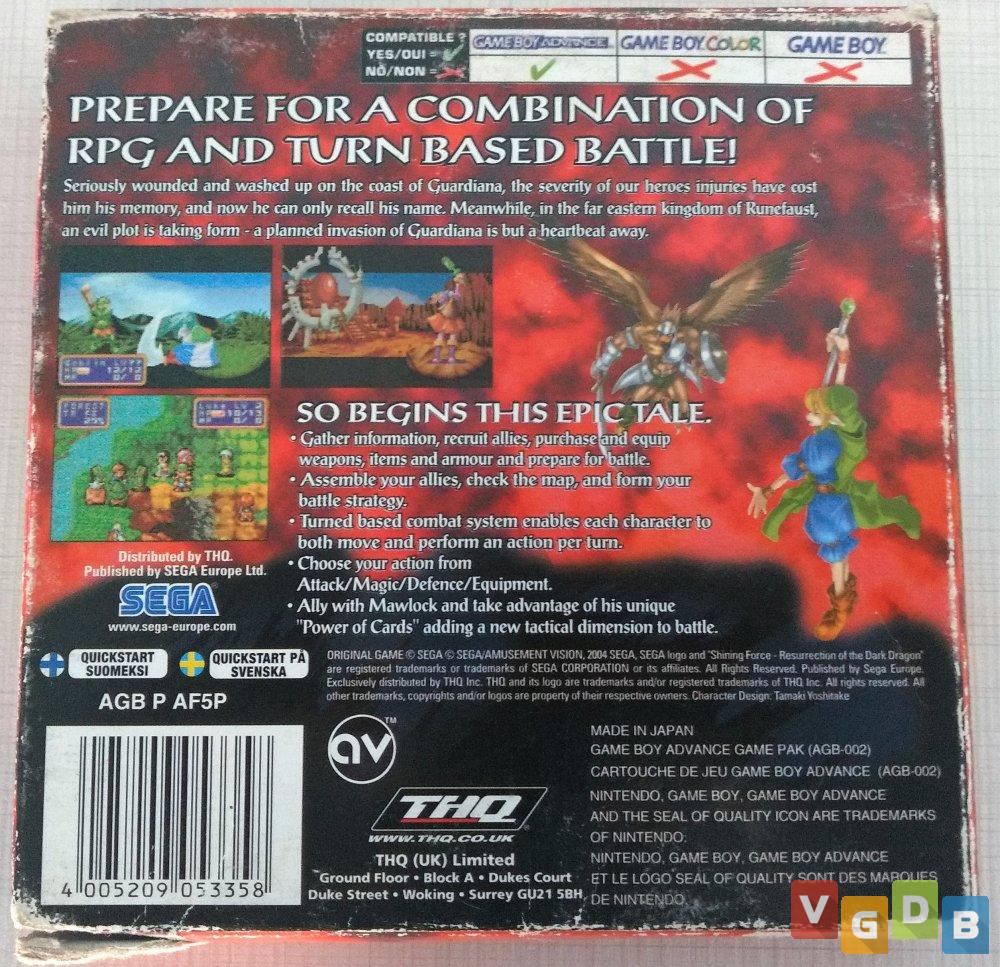 COMPATIBLE ?
YES/OUI =
NO/NON =
GAME BOY ADVANCE
GAME BOY COLOR
GAME BOY
PREPARE FOR A COMBINATION OF
RPG AND TURN BASED BATTLE!
Seriously wounded and washed up on the coast of Guardiana, the severity of our heroes injuries have cost
him his memory, and now he can only recall his name. Meanwhile, in the far eastern kingdom of Runefaust,
an evil plot is taking form - a planned invasion of Guardiana is but a heartbeat away.
SO BEGINS THIS EPIC TALE.
• Gather information, recruit allies, purchase and equip
weapons, items and armour and prepare for battle.
• Assemble your allies, check the map, and form your
battle strategy.
• Turned based combat system enables each character to
both move and perform an action per turn.
• Choose your action from
Attack/Magic/Defence/Equipment.
• Ally with Mawlock and take advantage of his unique
"Power of Cards" adding a new tactical dimension to battle.
Distributed by THQ.
Published by SEGA Europe Ltd.
SEGA
www.sega-europe.com
QUICKSTART
SUOMEKSI
QUICKSTART PÅ
SVENSKA
AGB P AF5P
ORIGINAL GAME © SEGA © SEGA/AMUSEMENT VISION, 2004 SEGA, SEGA logo and "Shining Force - Resurrection of the Dark Dragon"
are registered trademarks or trademarks of SEGA CORPORATION or its affiliates. All Rights Reserved. Published by Sega Europe.
Exclusively distributed by THQ Inc. THQ and its logo are trademarks and/or registered trademarks of THQ Inc. All rights reserved. All
other trademarks, copyrights and/or logos are property of their respective owners. Character Design: Tamaki Yoshitake
av™
THQ
WWW.THQ.CO.UK
THQ (UK) Limited
Ground Floor • Block A • Dukes Court
Duke Street • Woking • Surrey GU21 5BH
MADE IN JAPAN
GAME BOY ADVANCE GAME PAK (AGB-002)
CARTOUCHE DE JEU GAME BOY ADVANCE (AGB-002)
NINTENDO, GAME BOY, GAME BOY ADVANCE
AND THE SEAL OF QUALITY ICON ARE TRADEMARKS
OF NINTENDO.
NINTENDO, GAME BOY, GAME BOY ADVANCE
ET LE LOGO SEAL OF QUALITY SONT DES MARQUES
DE NINTENDO.
4 005209 053358
VGDB